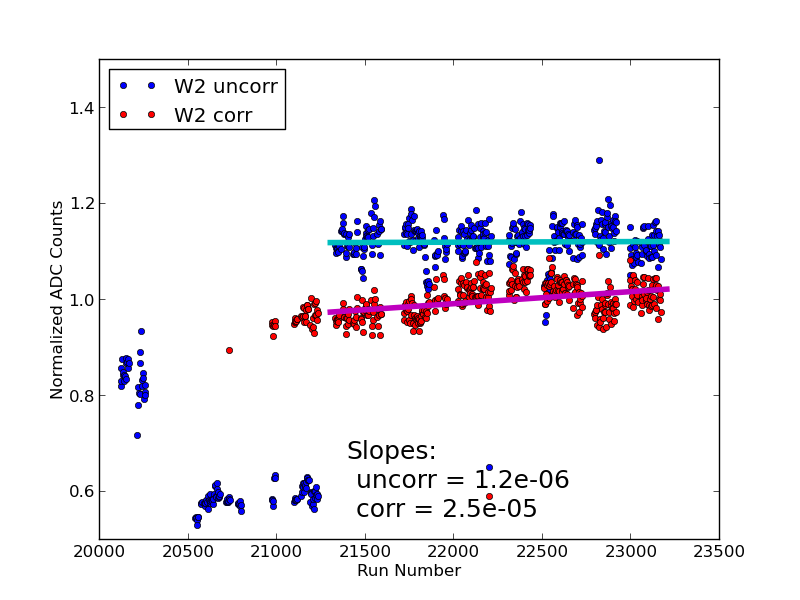 W2 uncorr
W2 corr
Normalized ADC Counts
1.4
1.2
1.0
0.8
0.6
Slopes:
uncorr = 1.2e-06
corr = 2.5e-05
20000 20500 21000 21500 22000 22500 23000 23500
Run Number